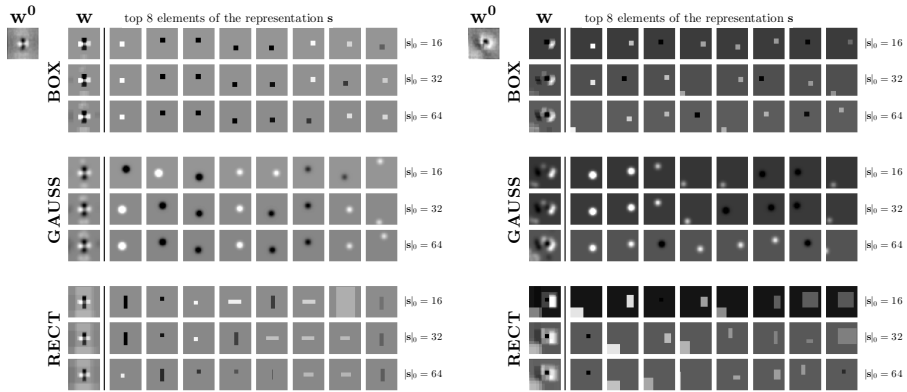 w⁰ w top 8 elements of the representation s
BOX
|s|₀ = 16
|s|₀ = 32
|s|₀ = 64
GAUSS
|s|₀ = 16
|s|₀ = 32
|s|₀ = 64
RECT
|s|₀ = 16
|s|₀ = 32
|s|₀ = 64
w⁰ w top 8 elements of the representation s
BOX
|s|₀ = 16
|s|₀ = 32
|s|₀ = 64
GAUSS
|s|₀ = 16
|s|₀ = 32
|s|₀ = 64
RECT
|s|₀ = 16
|s|₀ = 32
|s|₀ = 64